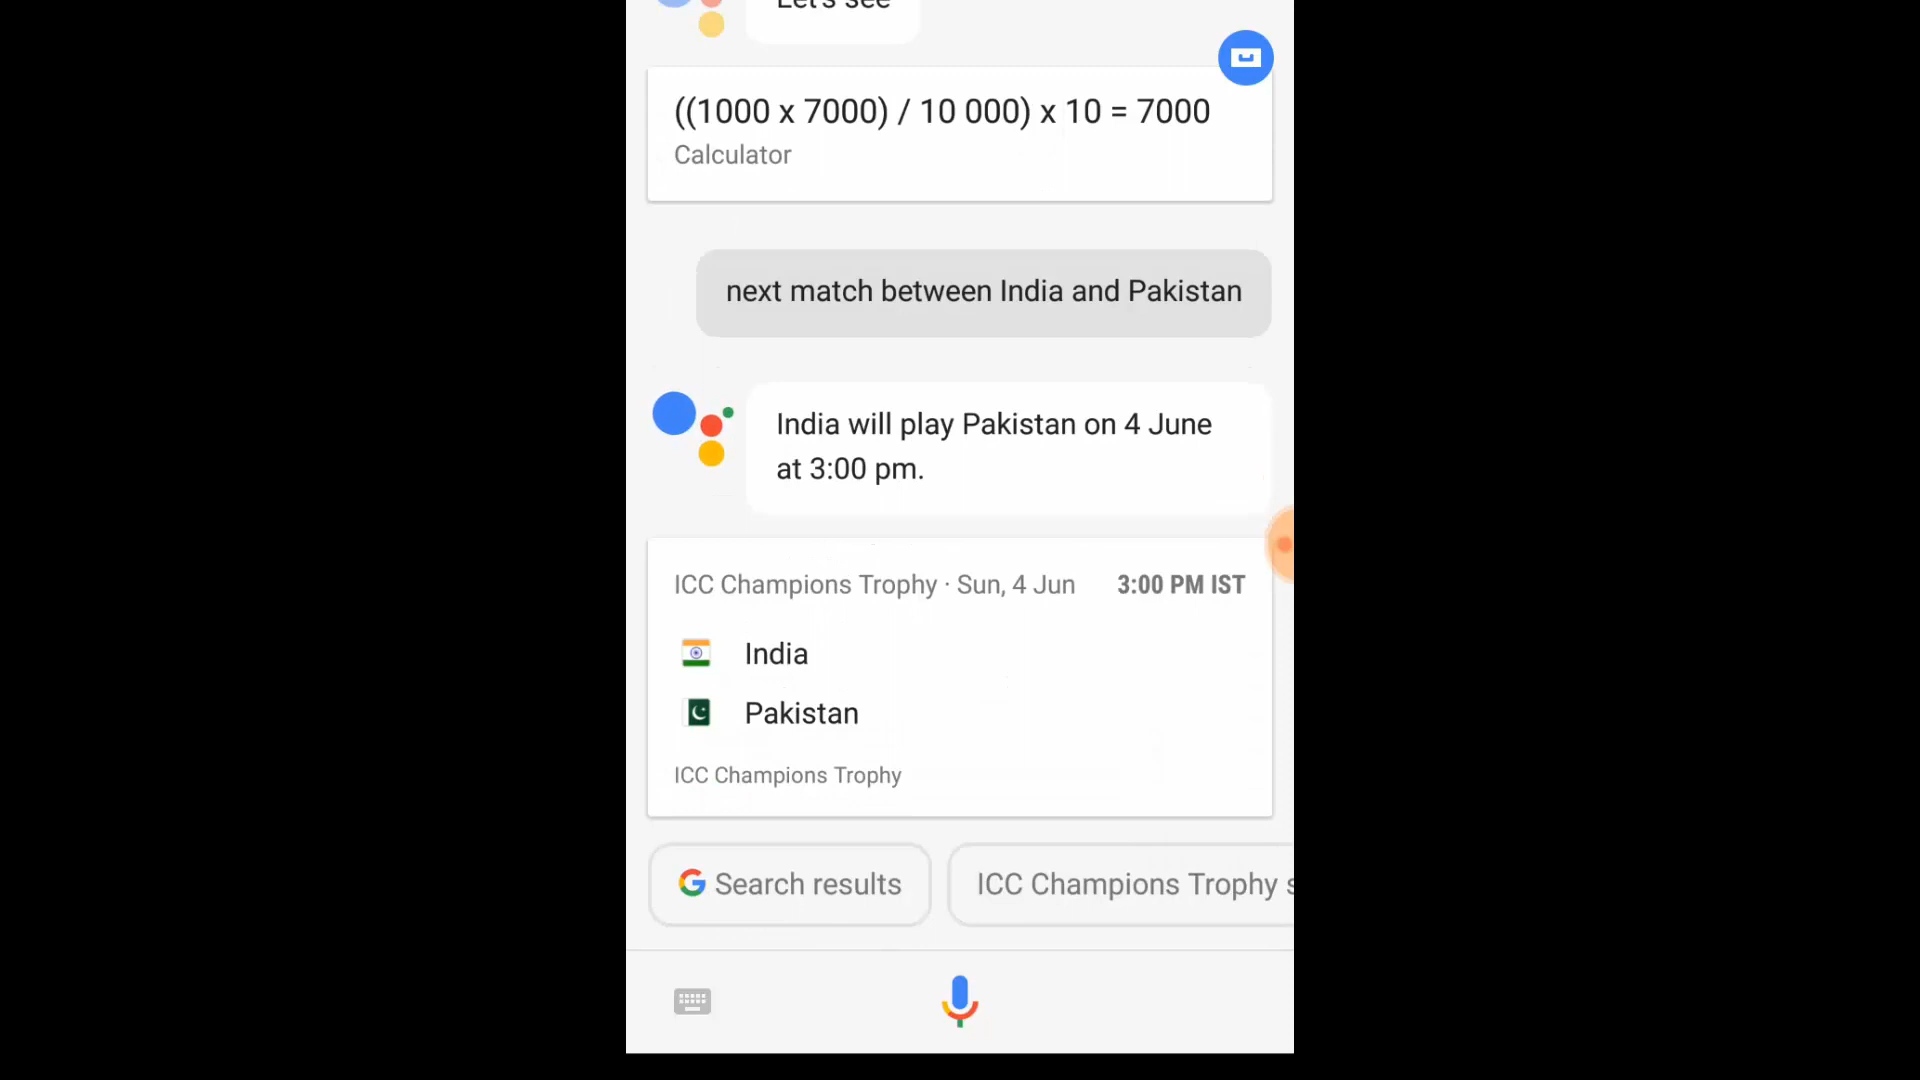 Let's see
((1000 x 7000) / 10 000) x 10 = 7000
Calculator
next match between India and Pakistan
India will play Pakistan on 4 June
at 3:00 pm.
ICC Champions Trophy · Sun, 4 Jun 3:00 PM IST
India
Pakistan
ICC Champions Trophy
Search results
ICC Champions Trophy s